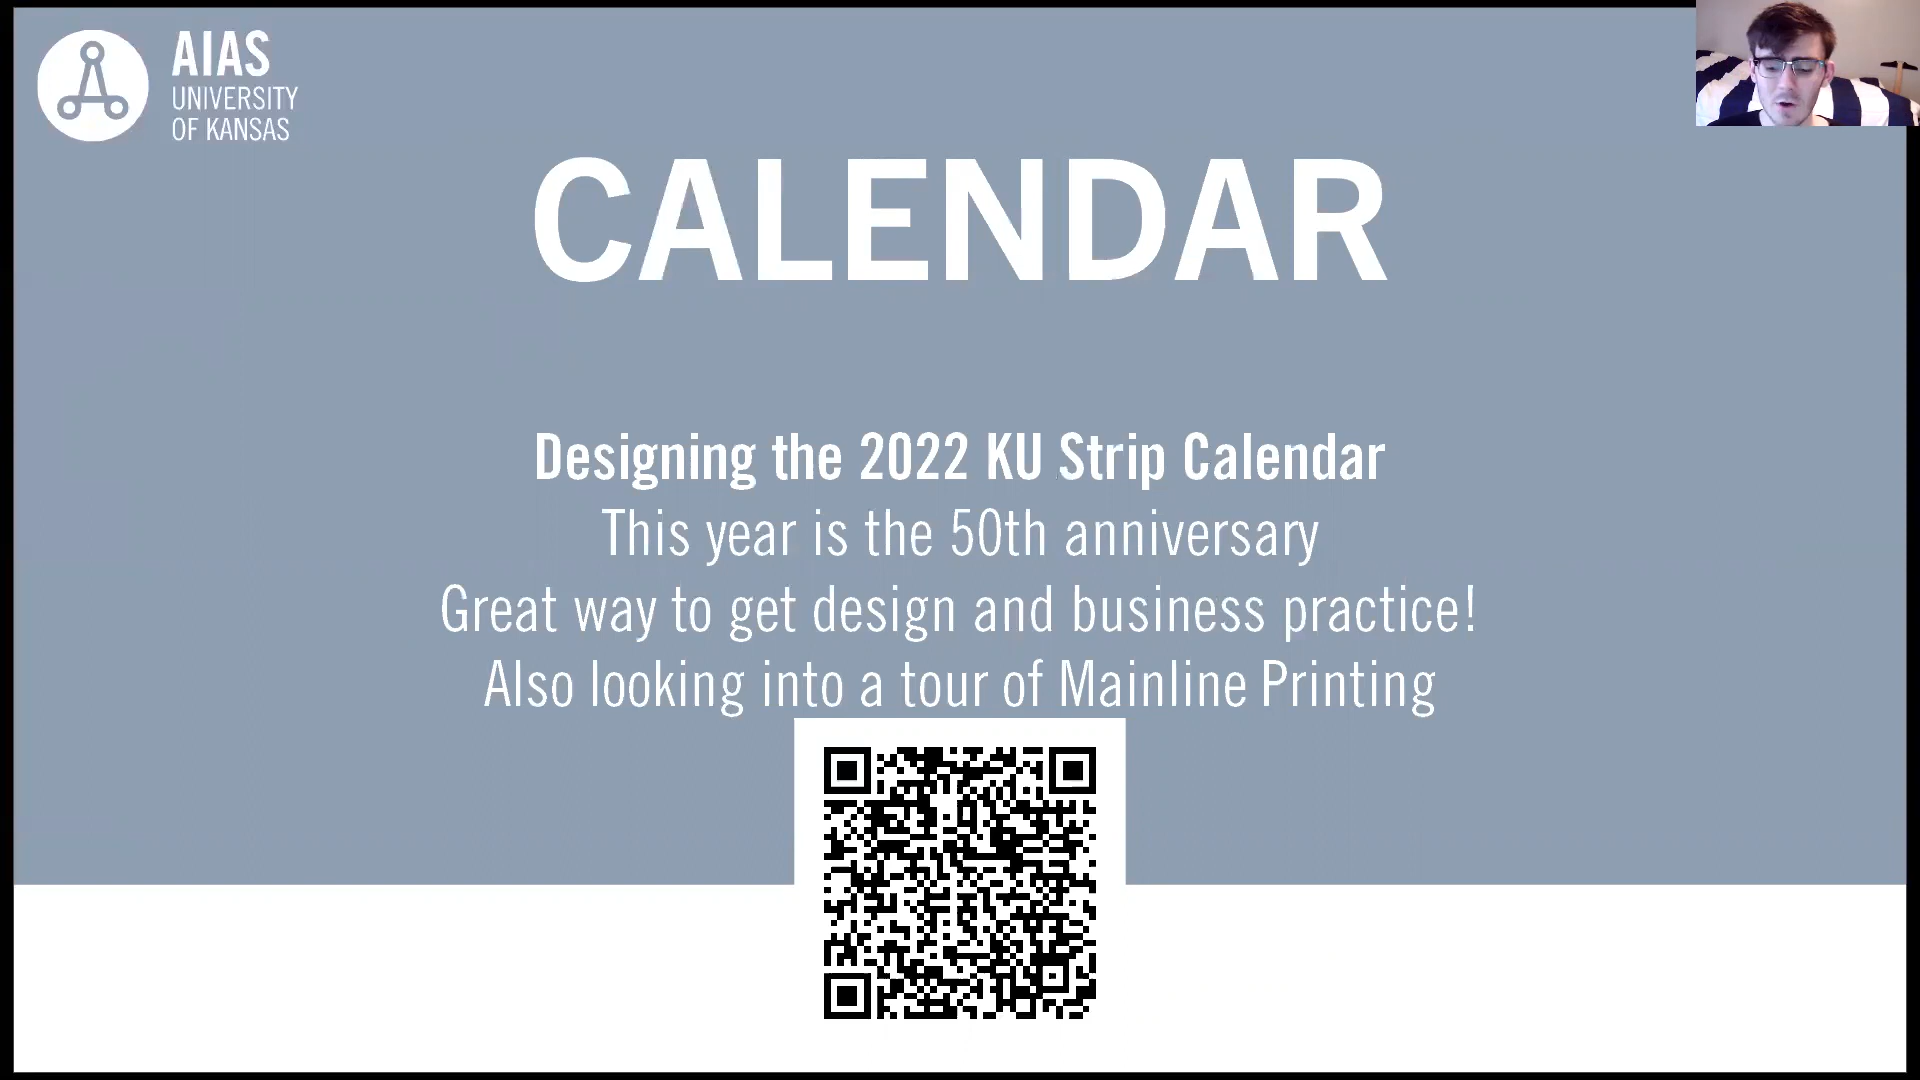 AIAS
UNIVERSITY
OF KANSAS
CALENDAR
Designing the 2022 KU Strip Calendar
This year is the 50th anniversary
Great way to get design and business practice!
Also looking into a tour of Mainline Printing